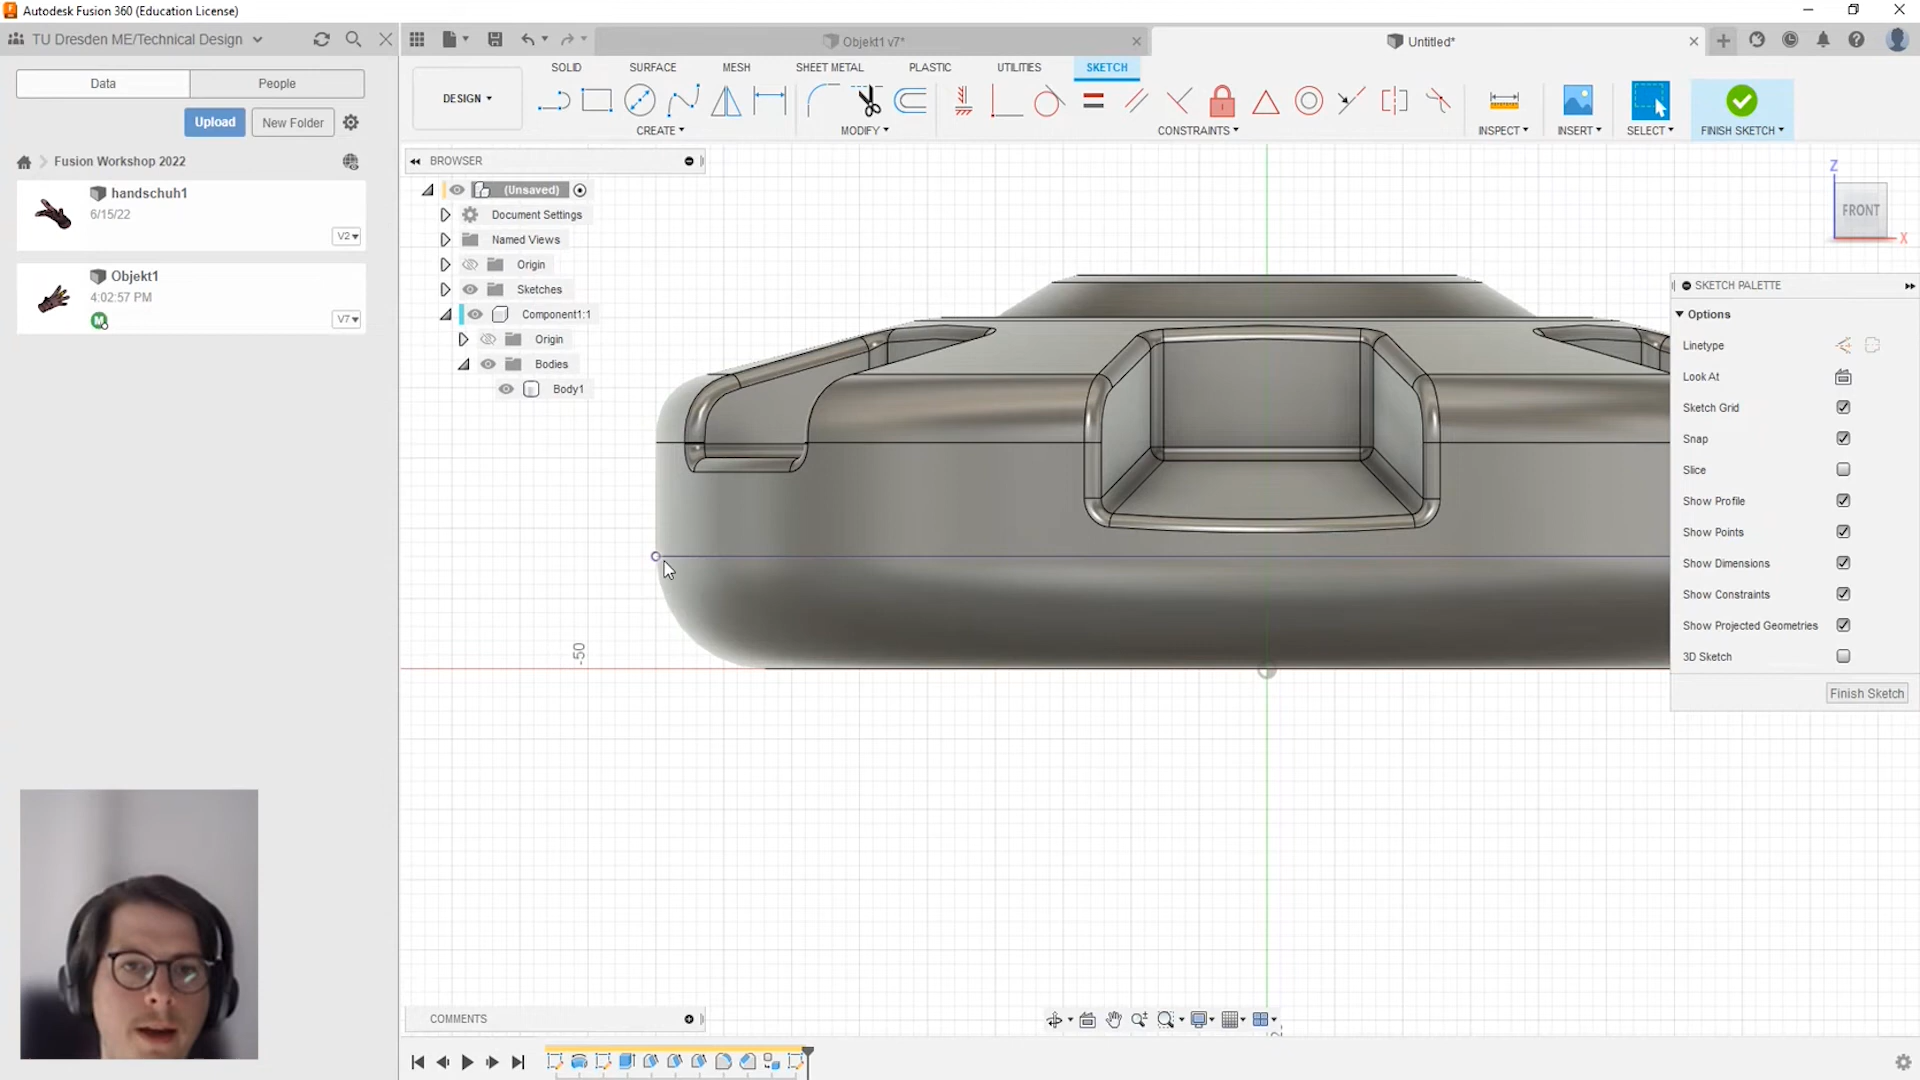 Autodesk Fusion 360 (Education License)
TU Dresden ME/Technical Design
Objekt1 v7*
Untitled*
Data
People
Upload
New Folder
Fusion Workshop 2022
handschuh1
6/15/22
V2
Objekt1
4:02:57 PM
M
V7
DESIGN
SOLID
SURFACE
MESH
SHEET METAL
PLASTIC
UTILITIES
SKETCH
CREATE
MODIFY
CONSTRAINTS
INSPECT
INSERT
SELECT
FINISH SKETCH
BROWSER
(Unsaved)
Document Settings
Named Views
Origin
Sketches
Component1:1
Origin
Bodies
Body1
-50
Z
FRONT
X
SKETCH PALETTE
Options
Linetype
Look At
Sketch Grid
Snap
Slice
Show Profile
Show Points
Show Dimensions
Show Constraints
Show Projected Geometries
3D Sketch
Finish Sketch
COMMENTS